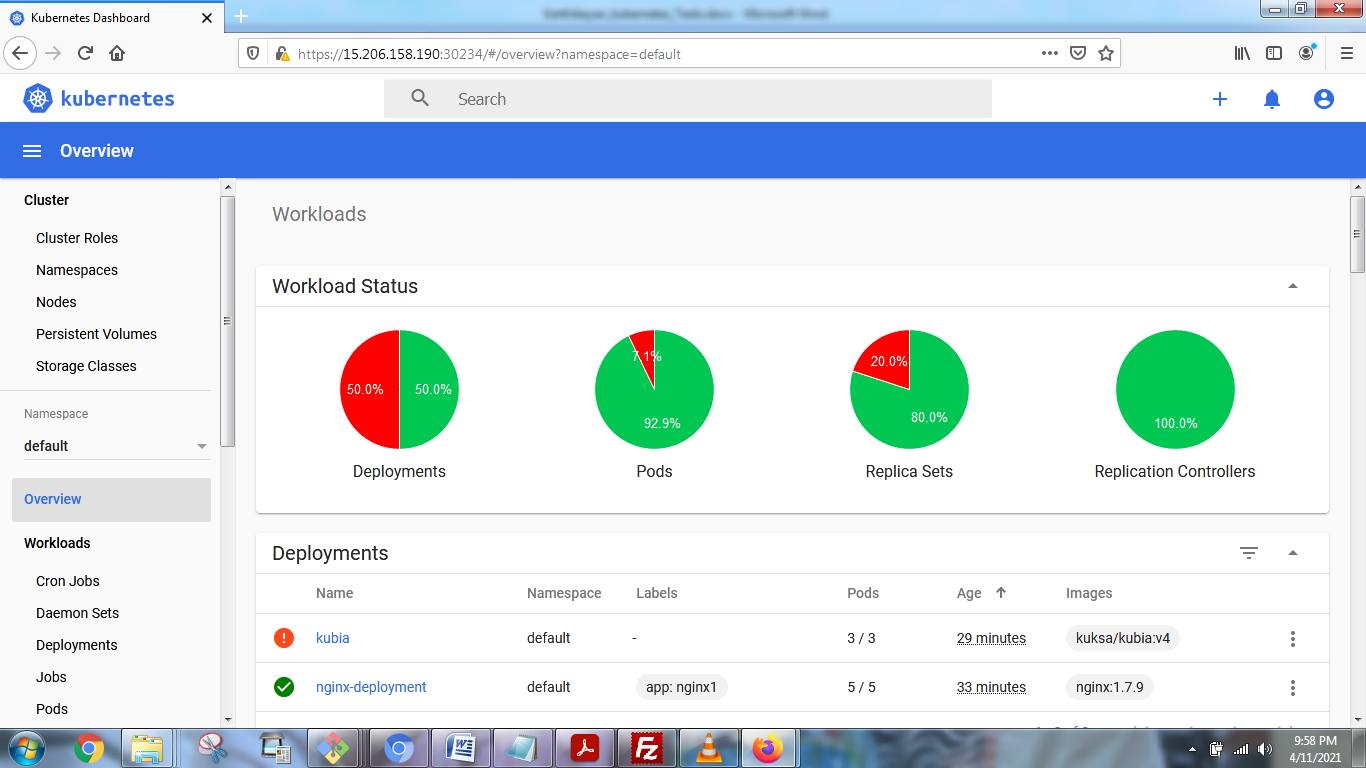 Kubernetes Dashboard
Karthikeyan_kubernetes_Tasks.docx - Microsoft Word
https://15.206.158.190:30234/#/overview?namespace=default
kubernetes
Search
Overview
Cluster
Cluster Roles
Namespaces
Nodes
Persistent Volumes
Storage Classes
Namespace
default
Overview
Workloads
Cron Jobs
Daemon Sets
Deployments
Jobs
Pods
Workloads
Workload Status
50.0% 50.0%
7.1%
92.9%
20.0%
80.0%
100.0%
Deployments Pods Replica Sets Replication Controllers
Deployments
Name Namespace Labels Pods Age Images
kubia default - 3 / 3 29 minutes kuksa/kubia:v4
nginx-deployment default app: nginx1 5 / 5 33 minutes nginx:1.7.9
9:58 PM
4/11/2021